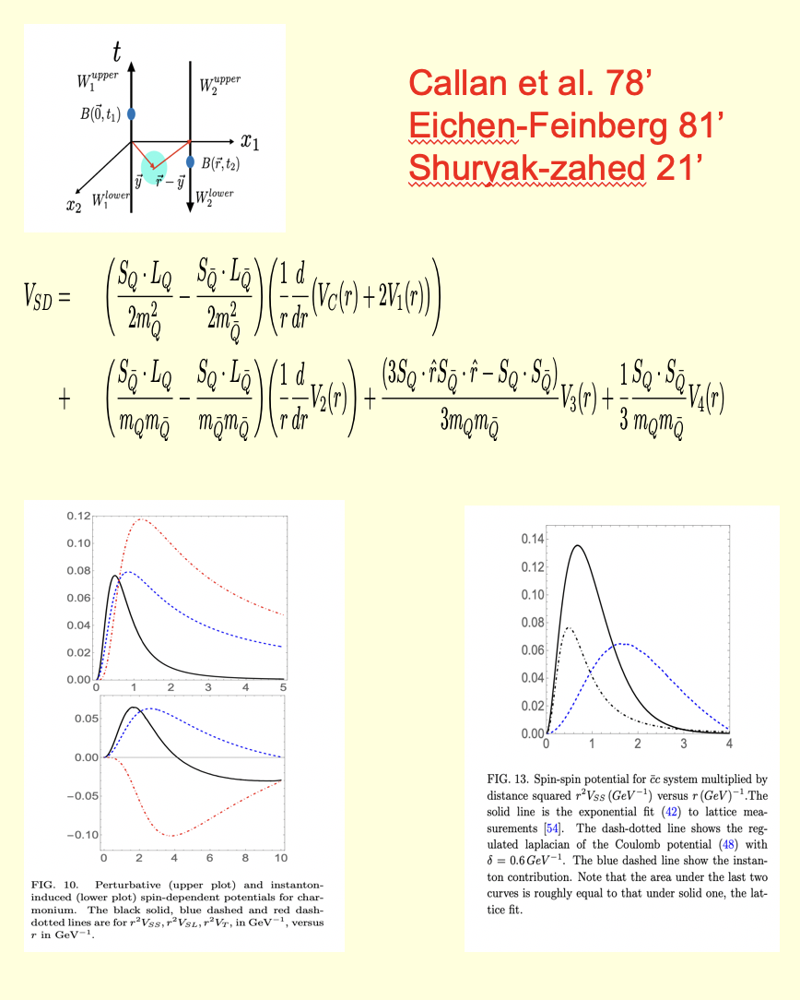 t
W_1^{upper}
W_2^{upper}
B(\vec{0}, t_1)
x_1
B(\vec{r}, t_2)
\vec{y} \vec{r} - \vec{y}
x_2 W_1^{lower} W_2^{lower}
Callan et al. 78’
Eichen-Feinberg 81’
Shuryak-zahed 21’
V_{SD} = \left( \frac{S_Q \cdot L_Q}{2m_Q^2} - \frac{S_{\bar{Q}} \cdot L_{\bar{Q}}}{2m_{\bar{Q}}^2} \right) \left( \frac{1}{r} \frac{d}{dr} \left( V_C(r) + 2V_1(r) \right) \right)
+ \left( \frac{S_{\bar{Q}} \cdot L_Q}{m_Q m_{\bar{Q}}} - \frac{S_Q \cdot L_{\bar{Q}}}{m_{\bar{Q}} m_{\bar{Q}}} \right) \left( \frac{1}{r} \frac{d}{dr} V_2(r) \right) + \frac{(3S_Q \cdot \hat{r} S_{\bar{Q}} \cdot \hat{r} - S_Q \cdot S_{\bar{Q}})}{3m_Q m_{\bar{Q}}} V_3(r) + \frac{1}{3} \frac{S_Q \cdot S_{\bar{Q}}}{m_Q m_{\bar{Q}}} V_4(r)
0.12
0.10
0.08
0.06
0.04
0.02
0.00
0 1 2 3 4 5
0.05
0.00
−0.05
−0.10
0 2 4 6 8 10
FIG. 10. Perturbative (upper plot) and instanton-
induced (lower plot) spin-dependent potentials for char-
monium. The black solid, blue dashed and red dash-
dotted lines are for r^2V_{SS}, r^2V_{SL}, r^2V_T, in GeV^{−1}, versus
r in GeV^{−1}.
0.14
0.12
0.10
0.08
0.06
0.04
0.02
0.00
0 1 2 3 4
FIG. 13. Spin-spin potential for \bar{c}c system multiplied by
distance squared r^2V_{SS} (GeV^{−1}) versus r (GeV)^{−1}.The
solid line is the exponential fit (42) to lattice mea-
surements [54]. The dash-dotted line shows the reg-
ulated laplacian of the Coulomb potential (48) with
δ = 0.6 GeV^{−1}. The blue dashed line show the instan-
ton contribution. Note that the area under the last two
curves is roughly equal to that under solid one, the lat-
tice fit.